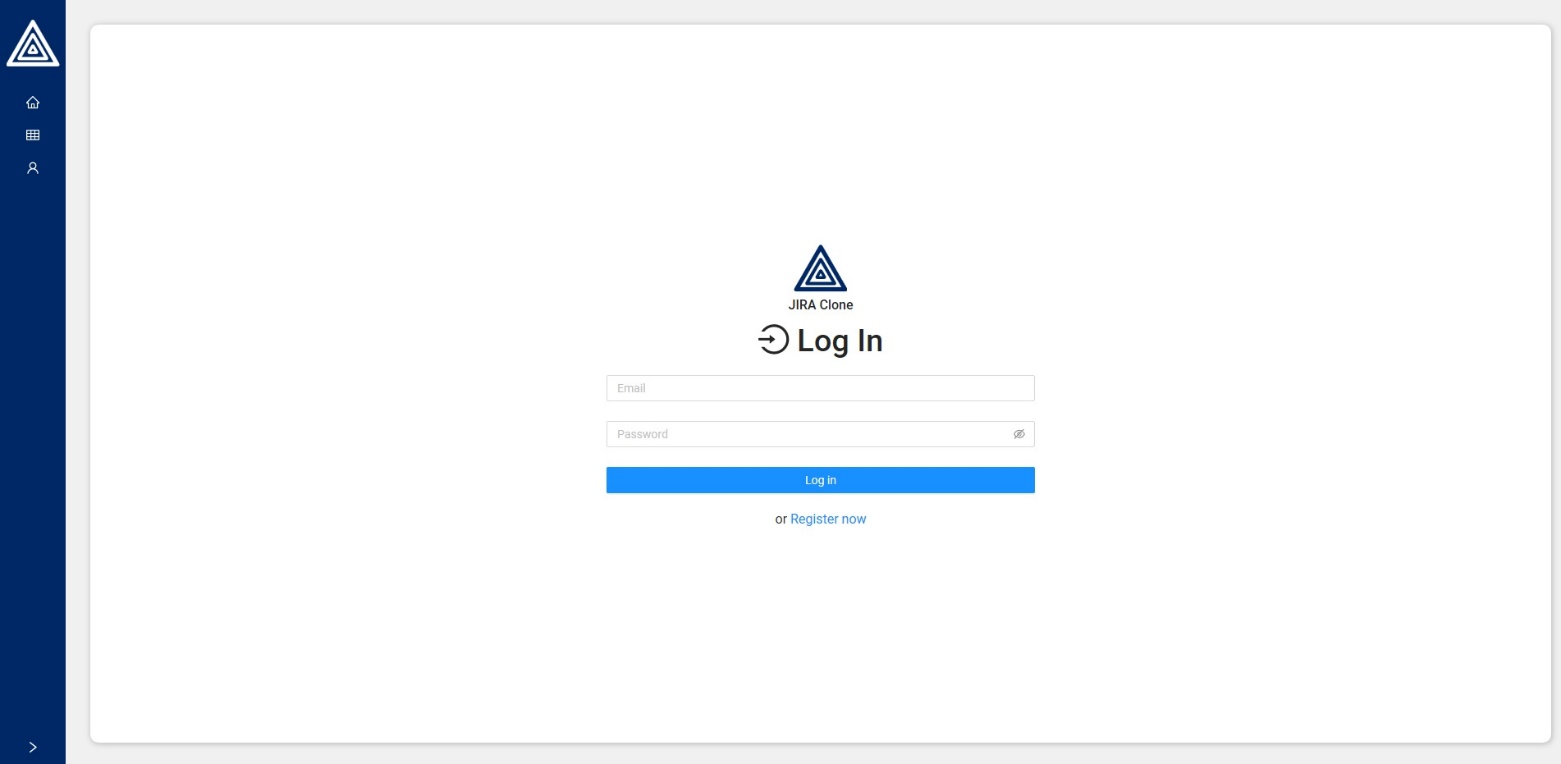 JIRA Clone
Log In
Email
Password
Log in
or Register now